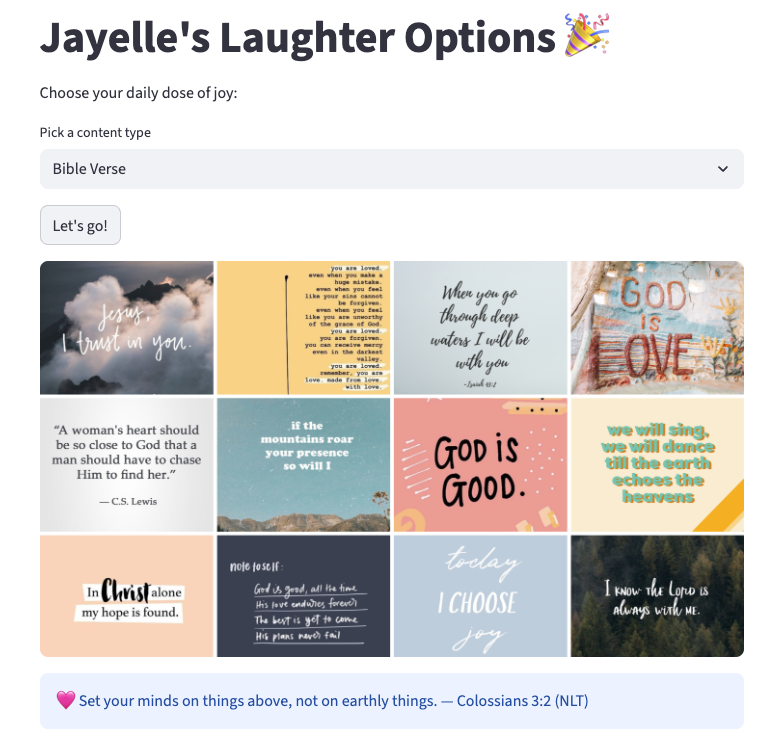 Jayelle's Laughter Options 🎉
Choose your daily dose of joy:
Pick a content type
Bible Verse
Let's go!
Jesus,
I trust in you.
you are loved.
even when you make a
huge mistake.
even when you feel
like your sins cannot
be forgiven.
even when you feel
like you are unworthy
of the grace of God.
you are loved.
you are forgiven.
you can receive mercy
even in the darkest
valley.
you are loved.
remember, you are
love. made from love.
with love.
When you go
through deep
waters I will be
with you
-Isaiah 43:2
GOD
IS
LOVE
"A woman's heart should
be so close to God that a
man should have to chase
Him to find her."
— C.S. Lewis
if the
mountains roar
your presence
so will I
GOD IS
GOOD.
we will sing,
we will dance
till the earth
echoes the
heavens
In Christ alone
my hope is found.
note to self:
God is good, all the time
His love endures forever
The best is yet to come
His plans never fail
today
I CHOOSE
joy
I KNOW THE LORD IS
ALWAYS WITH ME.
💗 Set your minds on things above, not on earthly things. — Colossians 3:2 (NLT)